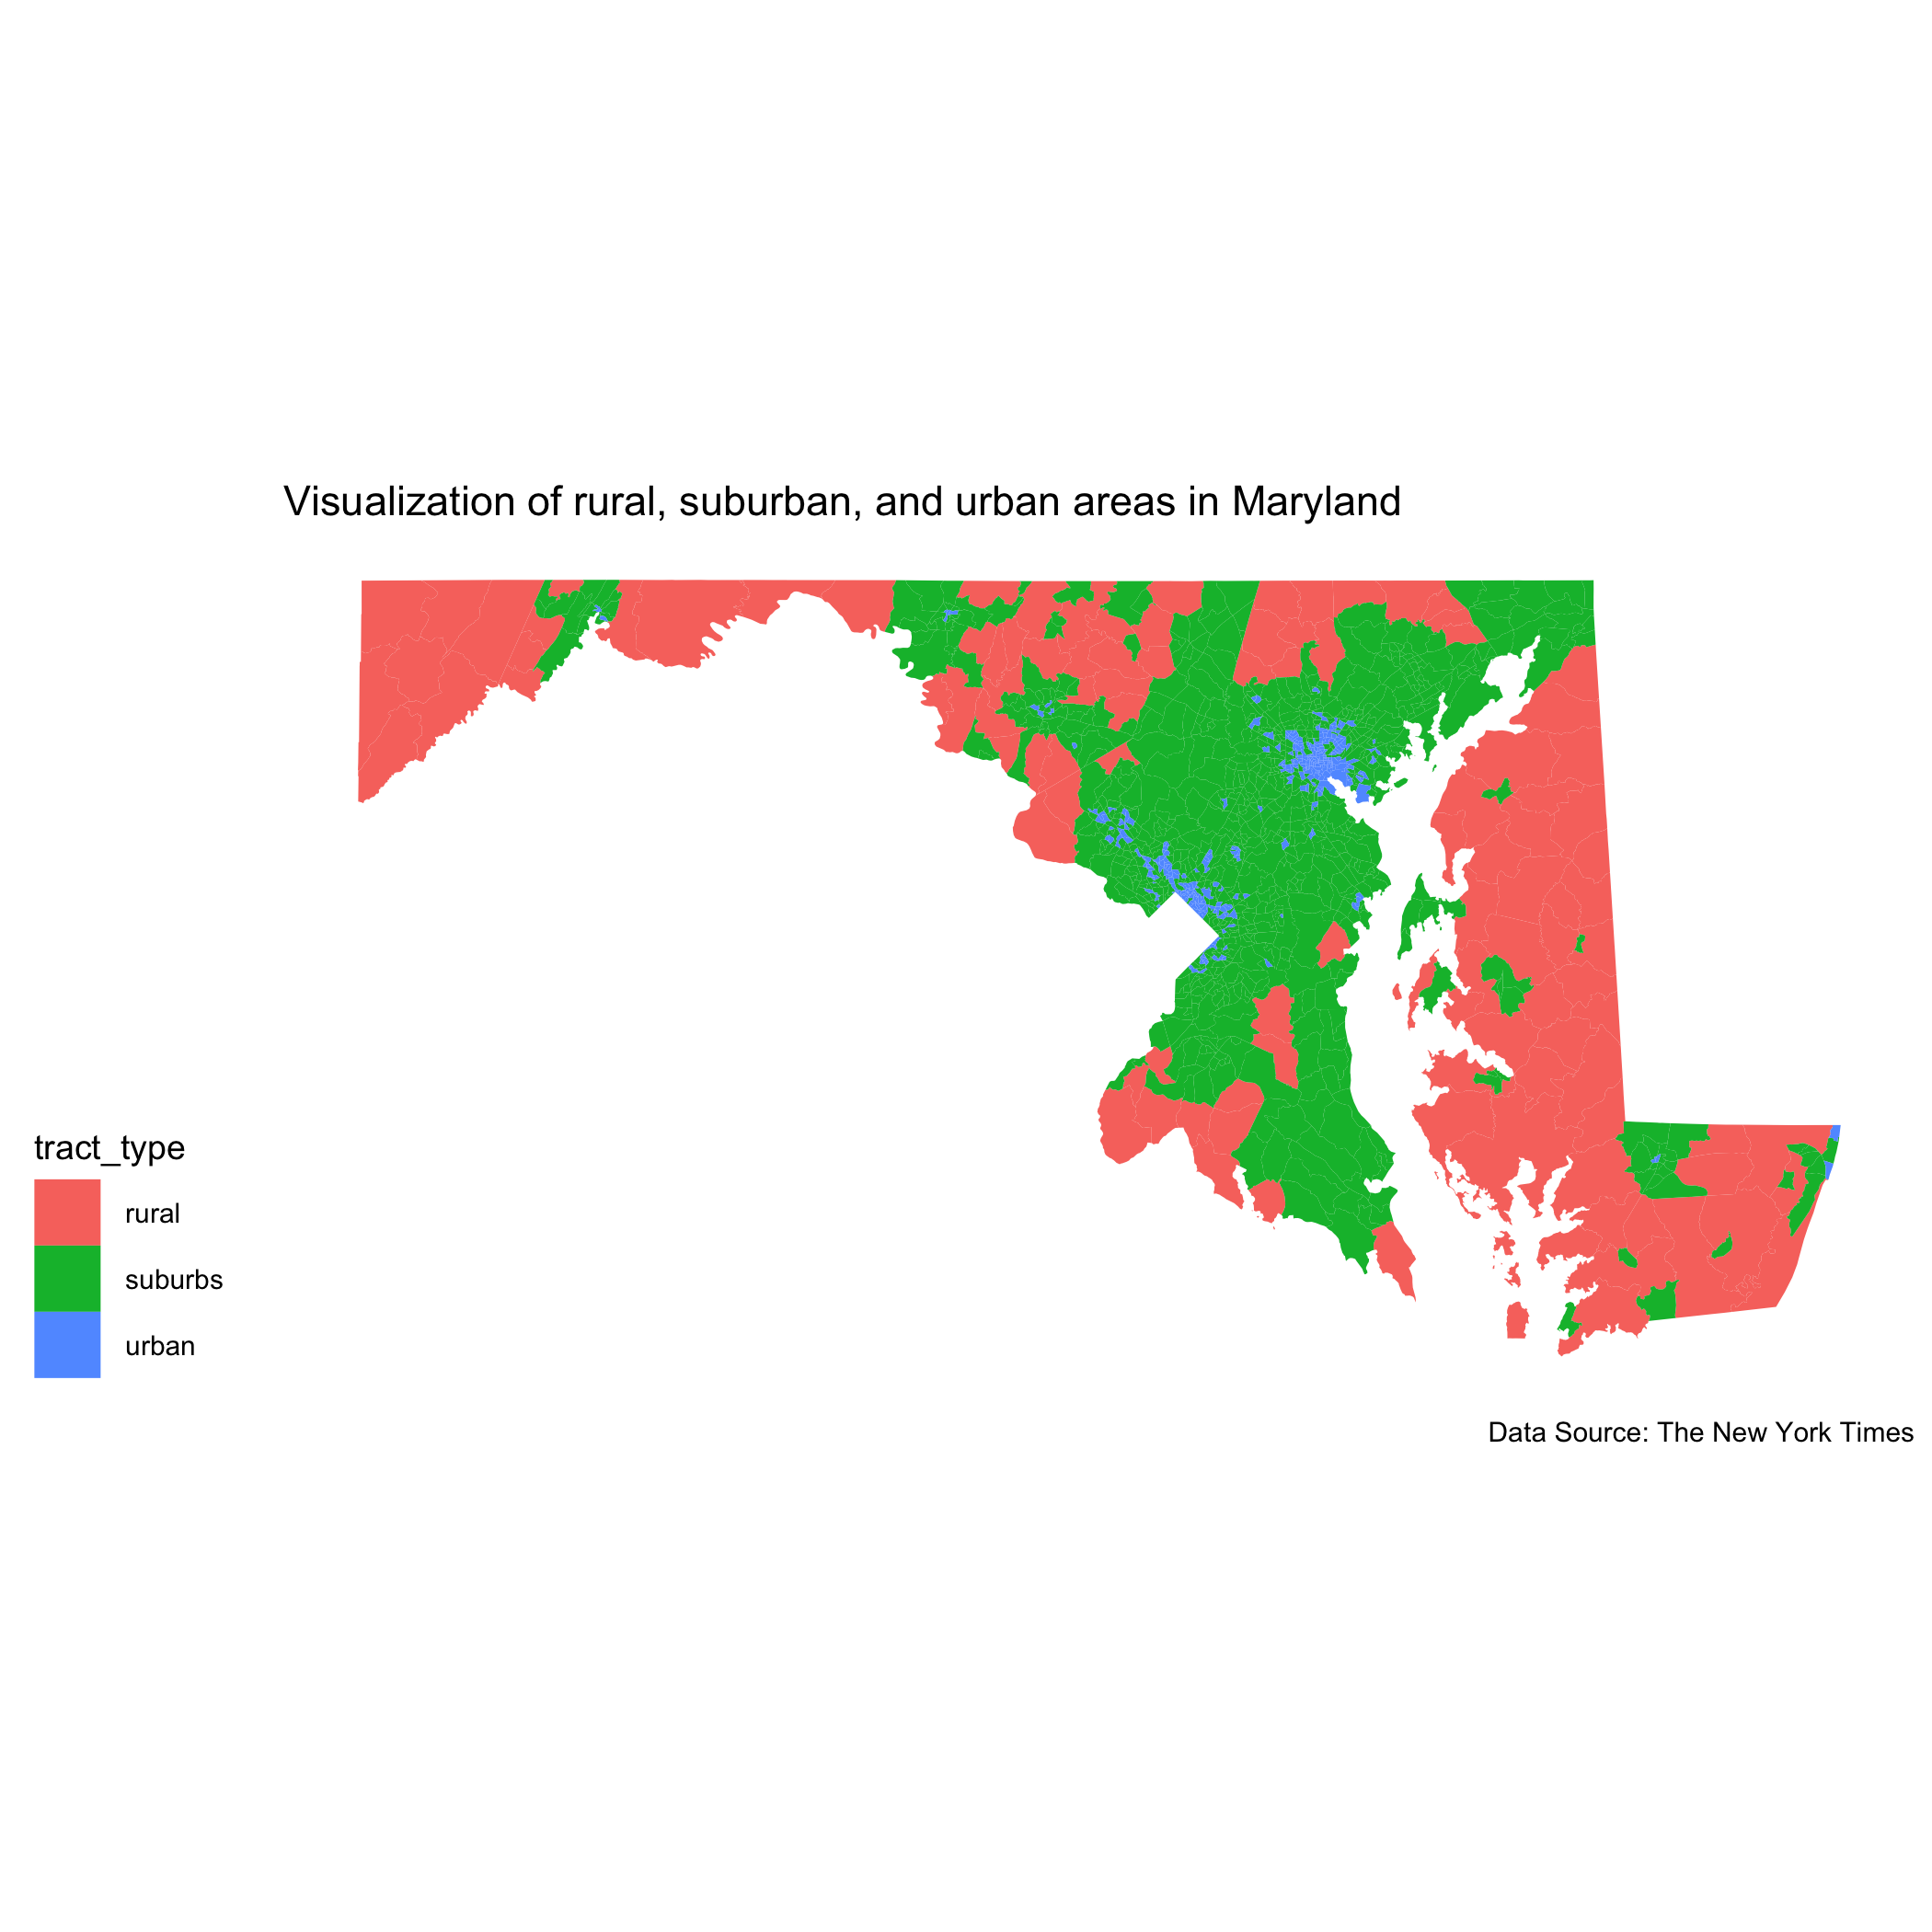 Visualization of rural, suburban, and urban areas in Maryland
tract_type
rural
suburbs
urban
Data Source: The New York Times